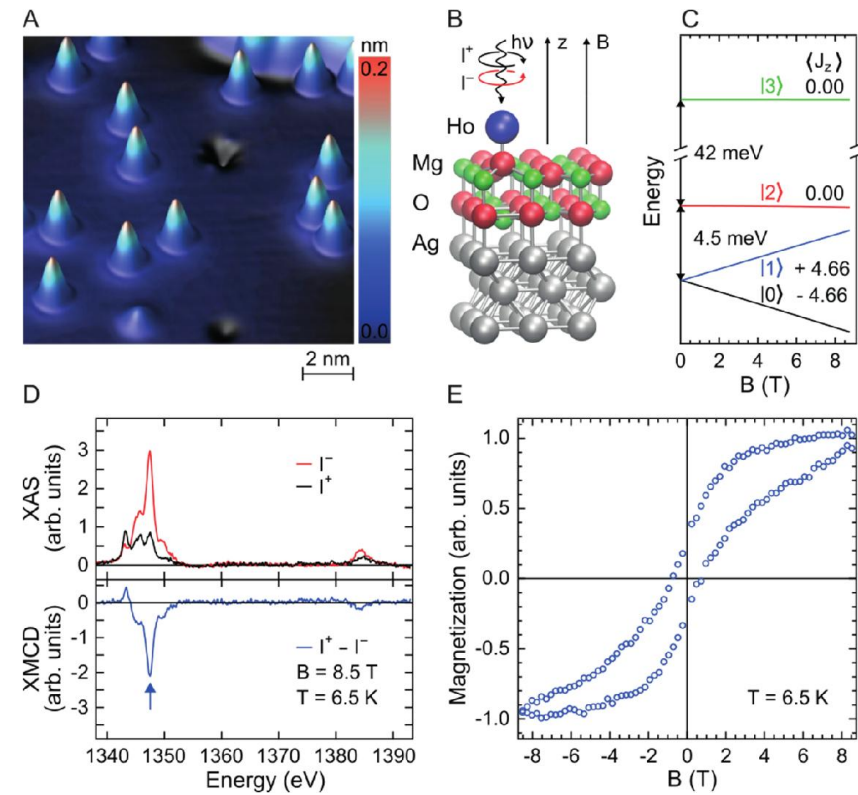 A
nm
0.2
0.0
2 nm
B
I⁺
I⁻
hν
z
B
Ho
Mg
O
Ag
C
⟨Jz⟩
|3⟩ 0.00
42 meV
|2⟩ 0.00
4.5 meV
|1⟩ + 4.66
|0⟩ - 4.66
Energy
0 2 4 6 8
B (T)
D
XAS
(arb. units)
3
2
1
0
I⁻
I⁺
XMCD
(arb. units)
0
-1
-2
-3
I⁺ – I⁻
B = 8.5 T
T = 6.5 K
1340 1350 1360 1370 1380 1390
Energy (eV)
E
Magnetization (arb. units)
1.0
0.5
0.0
-0.5
-1.0
T = 6.5 K
-8 -6 -4 -2 0 2 4 6 8
B (T)